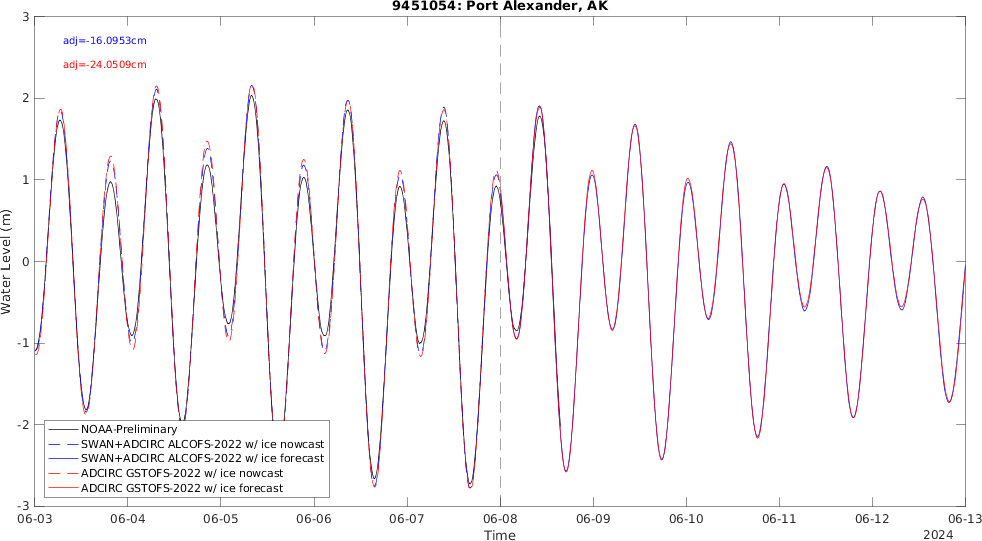 9451054: Port Alexander, AK
adj=-16.0953cm
adj=-24.0509cm
3
2
1
0
-1
-2
-3
Water Level (m)
NOAA-Preliminary
SWAN+ADCIRC ALCOFS-2022 w/ ice nowcast
SWAN+ADCIRC ALCOFS-2022 w/ ice forecast
ADCIRC GSTOFS-2022 w/ ice nowcast
ADCIRC GSTOFS-2022 w/ ice forecast
06-03 06-04 06-05 06-06 06-07 06-08 06-09 06-10 06-11 06-12 06-13
Time
2024